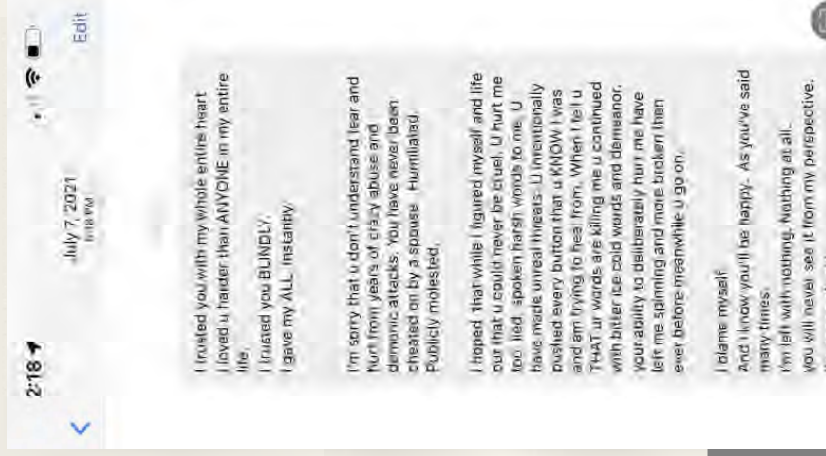 2:18
July 7, 2021
Edit
I trusted you with my whole entire heart
I loved u harder than ANYONE in my entire
life.
I trusted you BLINDLY.
I gave my ALL. Instantly.
I'm sorry that u don't understand fear and
hurt from years of crazy abuse and
demonic attacks. You have never been
cheated on by a spouse. Humiliated.
Publicly molested.
I hoped that while I figured myself and life
out that u could never be cruel. U hurt me
too, lied, spoken harsh words to me. U
have made unreal threats. U intentionally
pushed every button that u KNOW I was
and am trying to heal from. When I tell u
THAT ur words are killing me u continued
with bitter ice cold words and demeanor.
your ability to deliberately hurt me have
left me spinning and more broken then
ever before meanwhile u go on.
I blame myself
And I know you'll be happy. As you've said
many times.
I'm left with nothing. Nothing at all.
you will never see it from my perspective.